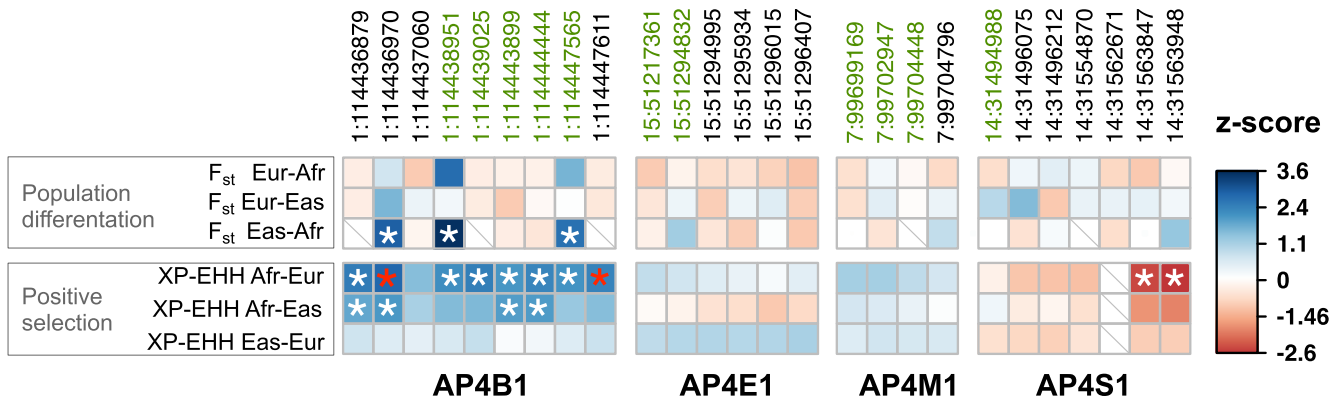 1:114436879
1:114436970
1:114437060
1:114438951
1:114439025
1:114443899
1:114444444
1:114447565
1:114447611
15:51217361
15:51294832
15:51294995
15:51295934
15:51296015
15:51296407
7:99699169
7:99702947
7:99704448
7:99704796
14:31494988
14:31496075
14:31496212
14:31554870
14:31562671
14:31563847
14:31563948
z-score
Population
differentation
Fst Eur-Afr
Fst Eur-Eas
Fst Eas-Afr
* * *
Positive
selection
XP-EHH Afr-Eur
* * * * * * * * * *
XP-EHH Afr-Eas
* * * *
XP-EHH Eas-Eur
3.6
2.4
1.1
0
-1.46
-2.6
AP4B1
AP4E1
AP4M1
AP4S1